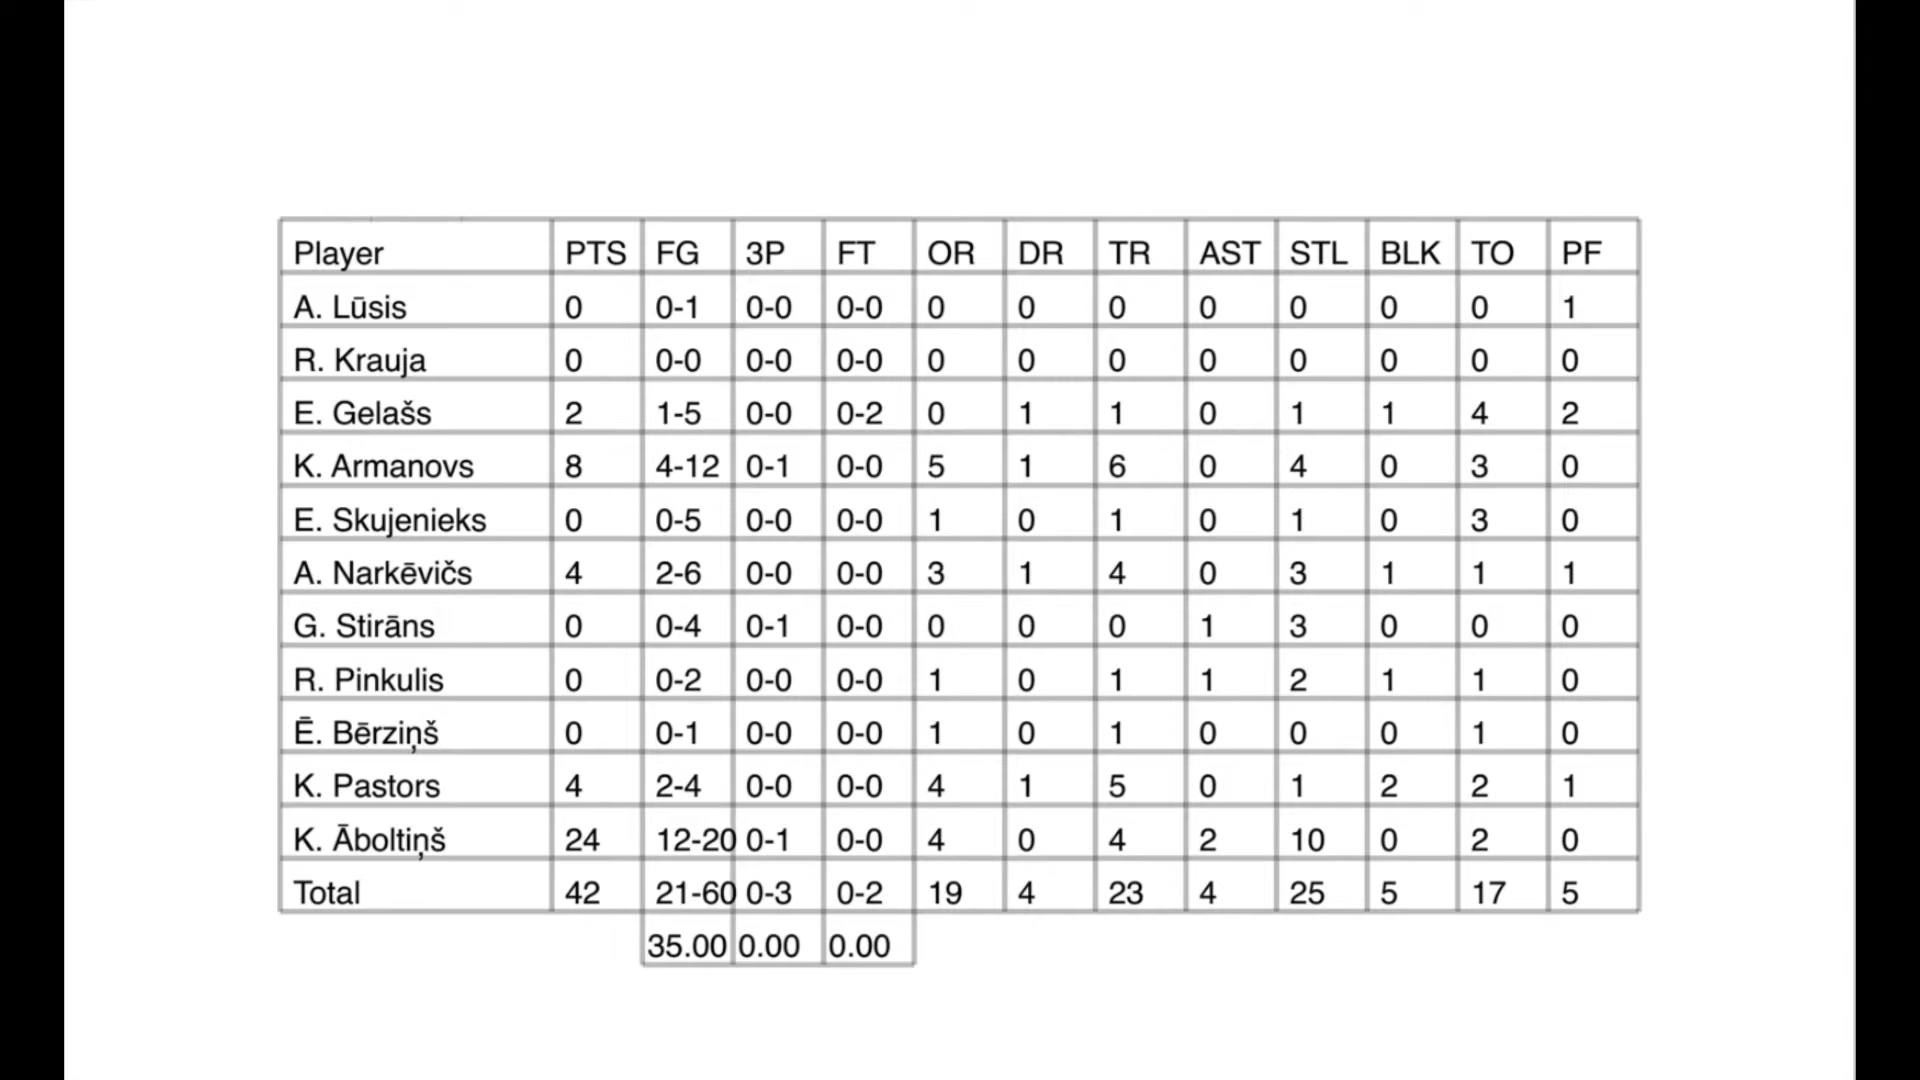 Player PTS FG 3P FT OR DR TR AST STL BLK TO PF
A. Lūsis 0 0-1 0-0 0-0 0 0 0 0 0 0 0 1
R. Krauja 0 0-0 0-0 0-0 0 0 0 0 0 0 0 0
E. Gelašs 2 1-5 0-0 0-2 0 1 1 0 1 1 4 2
K. Armanovs 8 4-12 0-1 0-0 5 1 6 0 4 0 3 0
E. Skujenieks 0 0-5 0-0 0-0 1 0 1 0 1 0 3 0
A. Narkēvičs 4 2-6 0-0 0-0 3 1 4 0 3 1 1 1
G. Stirāns 0 0-4 0-1 0-0 0 0 0 1 3 0 0 0
R. Pinkulis 0 0-2 0-0 0-0 1 0 1 1 2 1 1 0
Ē. Bērziņš 0 0-1 0-0 0-0 1 0 1 0 0 0 1 0
K. Pastors 4 2-4 0-0 0-0 4 1 5 0 1 2 2 1
K. Āboltiņš 24 12-20 0-1 0-0 4 0 4 2 10 0 2 0
Total 42 21-60 0-3 0-2 19 4 23 4 25 5 17 5
35.00 0.00 0.00